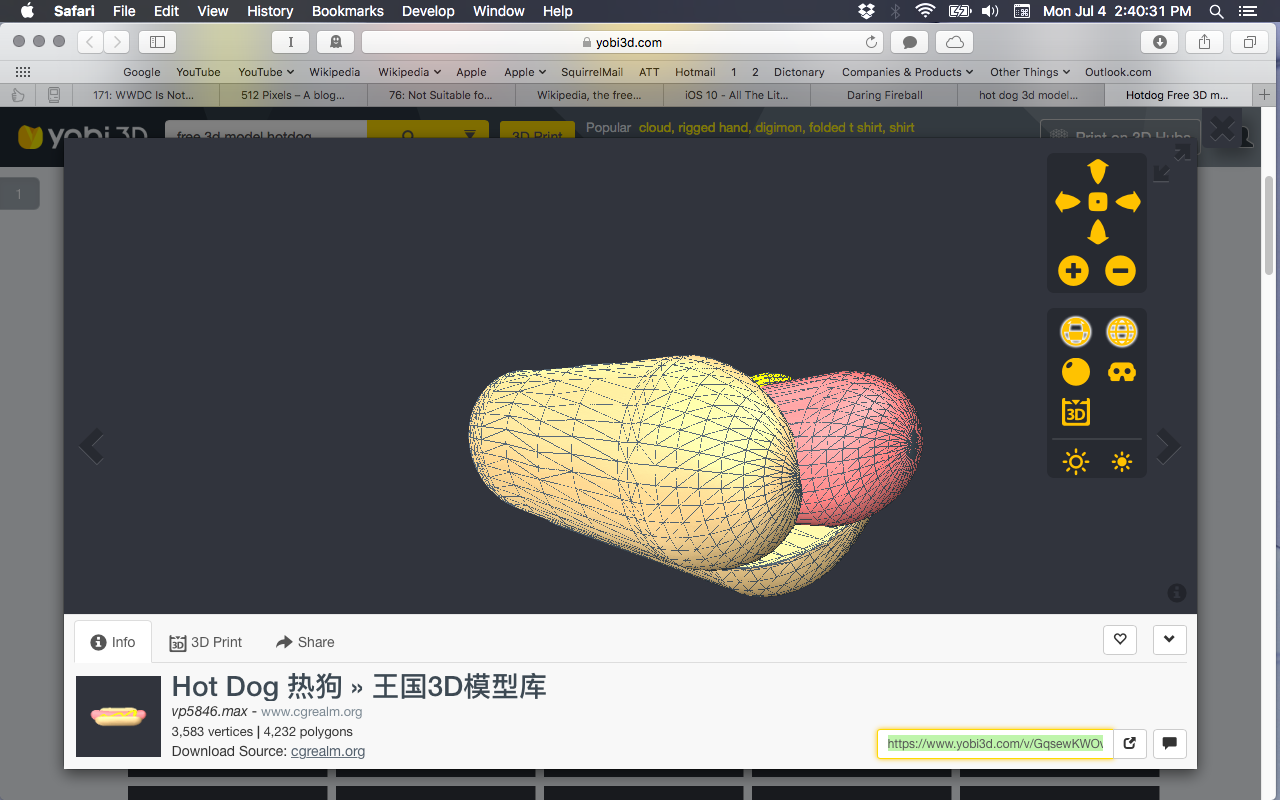 Safari File Edit View History Bookmarks Develop Window Help Mon Jul 4 2:40:31 PM
yobi3d.com
Google YouTube YouTube Wikipedia Wikipedia Apple Apple SquirrelMail ATT Hotmail 1 2 Dictonary Companies & Products Other Things Outlook.com
171: WWDC Is Not... 512 Pixels – A blog... 76: Not Suitable fo... Wikipedia, the free... iOS 10 - All The Lit... Daring Fireball hot dog 3d model... Hotdog Free 3D m...
yobi3D free 3d model hotdog 3D Print Popular cloud, rigged hand, digimon, folded t shirt, shirt Print on 3D Hubs
1
3D
Info 3D Print Share
Hot Dog 热狗 » 王国3D模型库
vp5846.max - www.cgrealm.org
3,583 vertices | 4,232 polygons
Download Source: cgrealm.org
https://www.yobi3d.com/v/GqsewKWOv